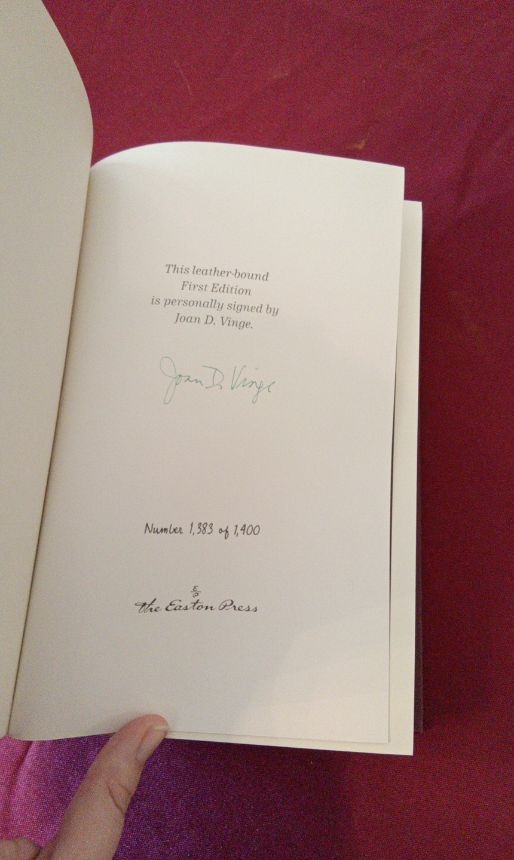 This leather-bound
First Edition
is personally signed by
Joan D. Vinge.
Joan D. Vinge
Number 1,383 of 1,400
EP
The Easton Press